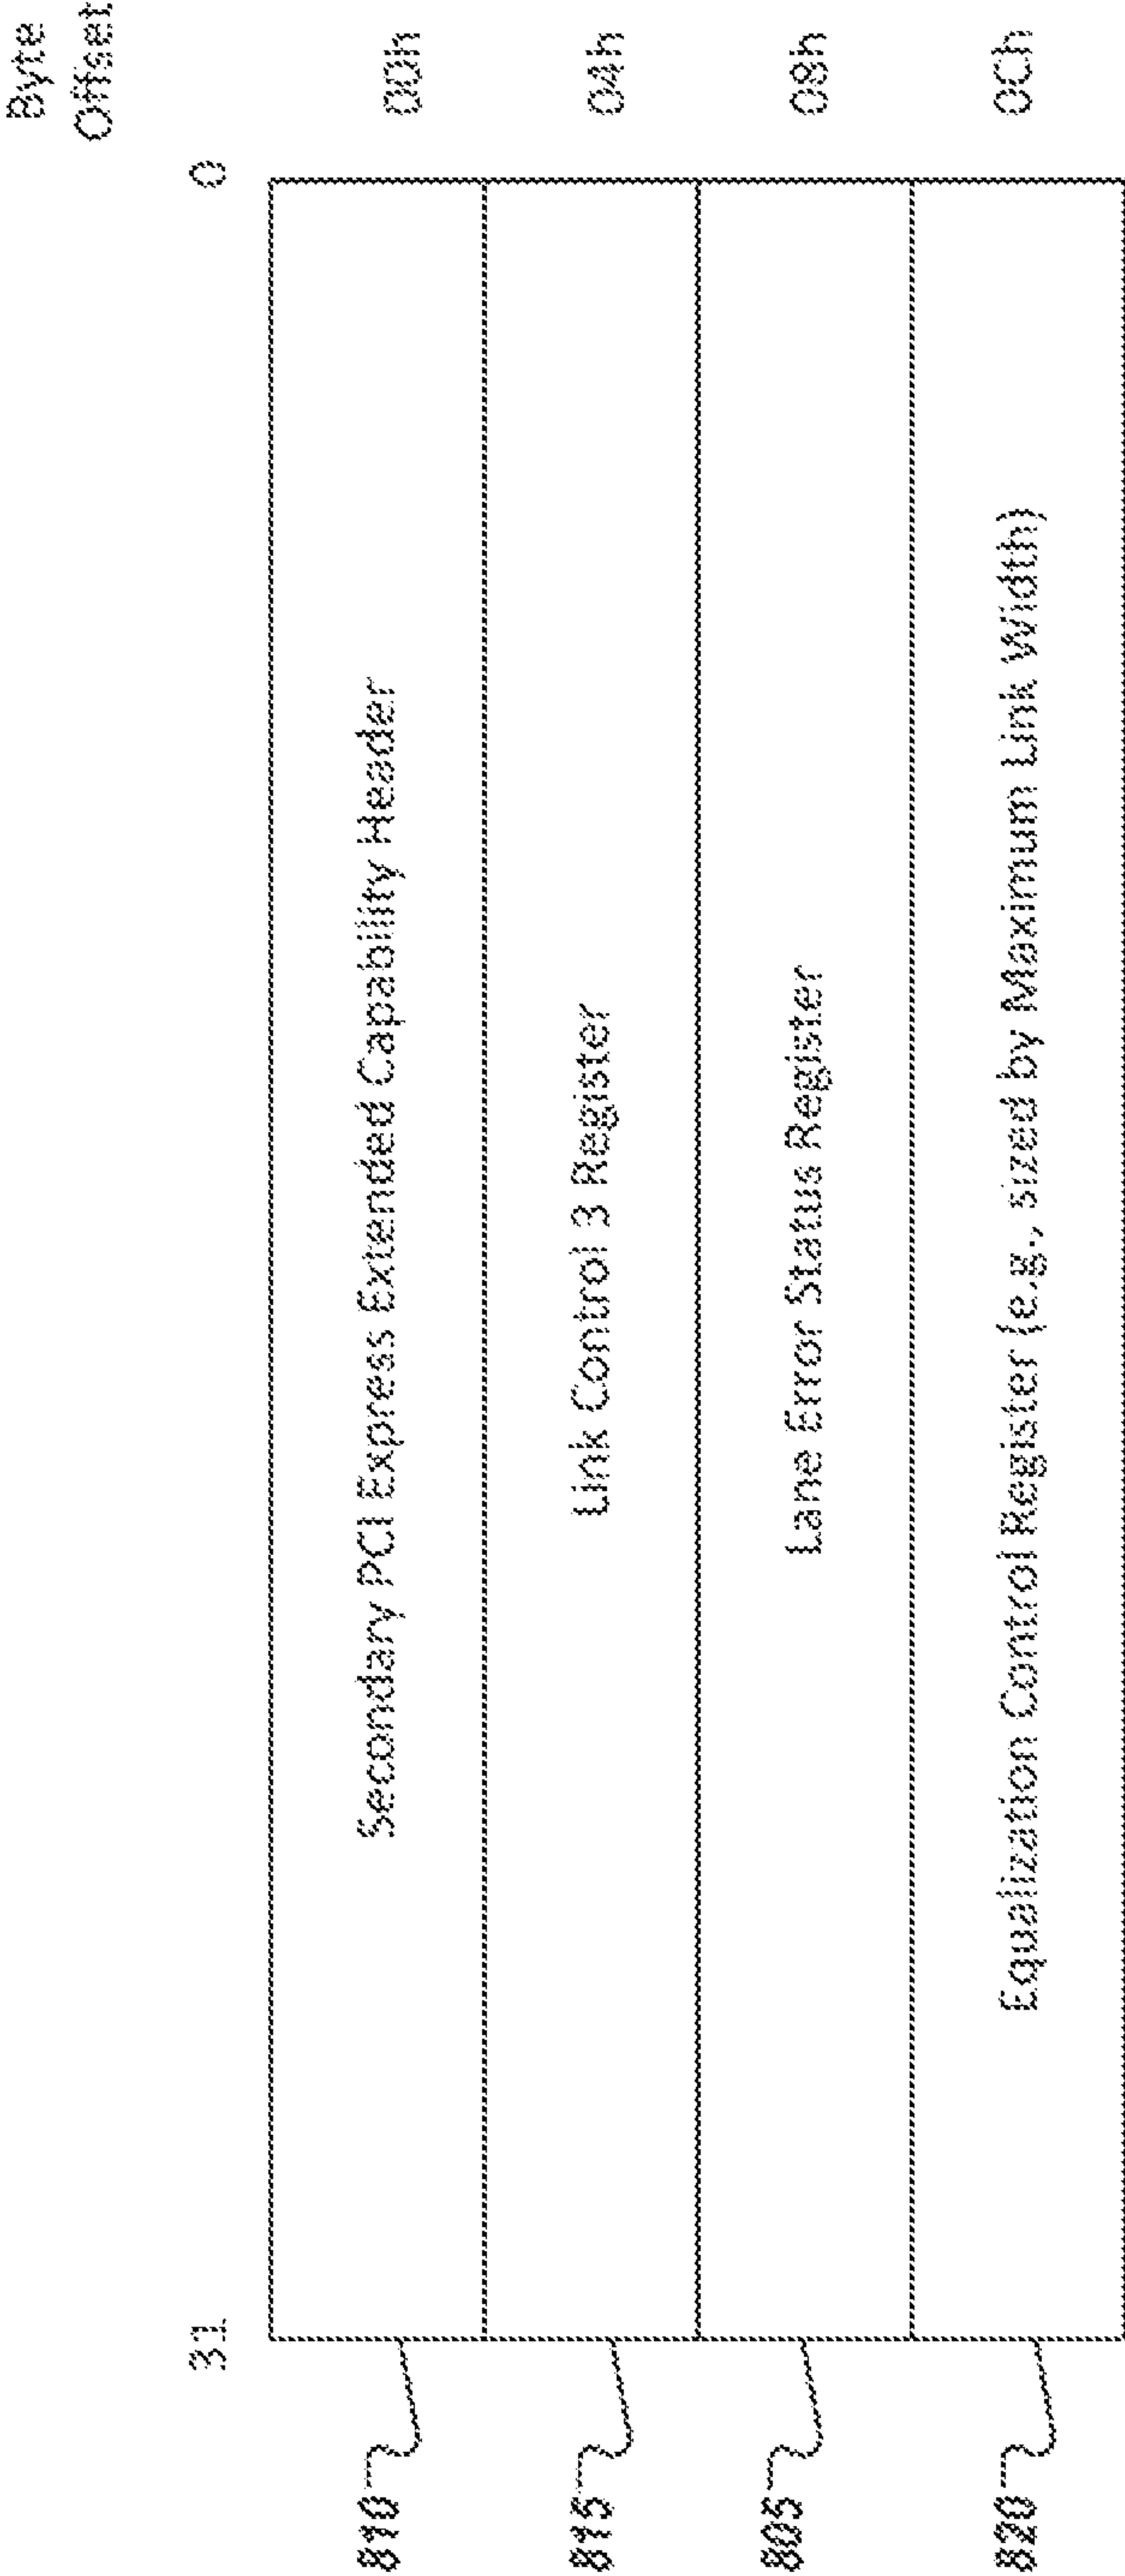 Byte
Offset
31
0
810
Secondary PCI Express Extended Capability Header
00h
815
Link Control 3 Register
04h
805
Lane Error Status Register
08h
820
Equalization Control Register (e.g., sized by Maximum Link Width)
0Ch